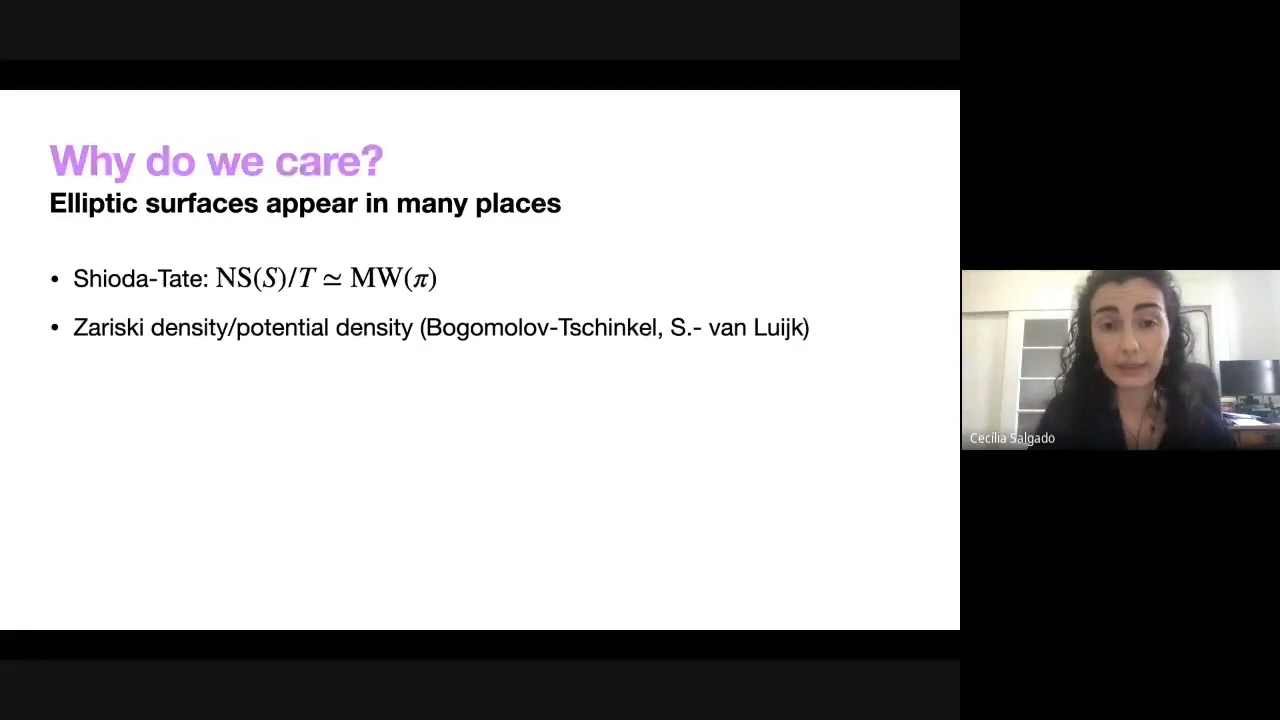 Why do we care?
Elliptic surfaces appear in many places
• Shioda-Tate: NS(S)/T ≃ MW(π)
• Zariski density/potential density (Bogomolov-Tschinkel, S.- van Luijk)
Cecília Salgado